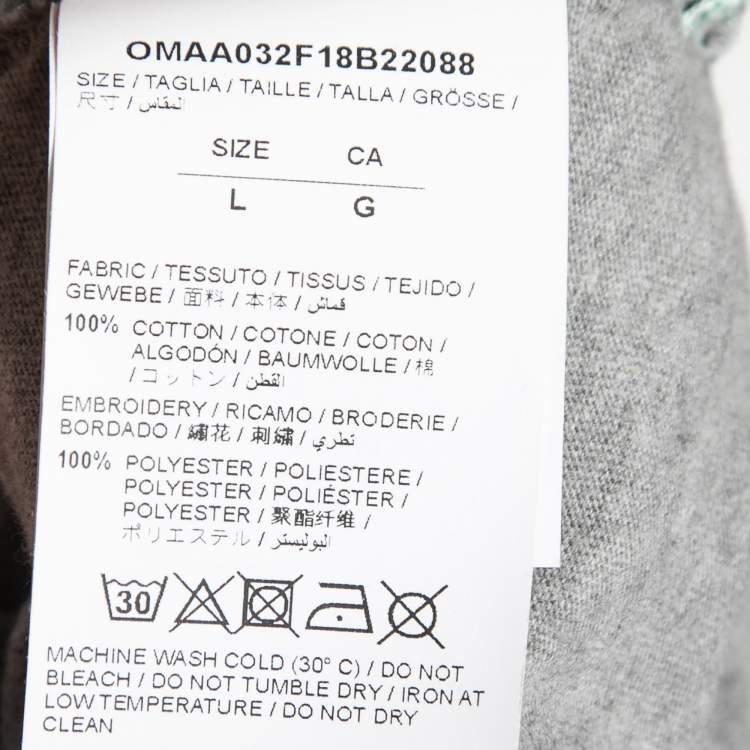 OMAA032F18B22088
SIZE / TAGLIA / TAILLE / TALLA / GRÖSSE /
尺寸 / المقاس
SIZE CA
L G
FABRIC / TESSUTO / TISSUS / TEJIDO /
GEWEBE / 面料 / 本体 / قماش
100% COTTON / COTONE / COTON /
ALGODÓN / BAUMWOLLE / 棉
/ コットン / القطن
EMBROIDERY / RICAMO / BRODERIE /
BORDADO / 繡花 / 刺繍 / تطري
100% POLYESTER / POLIESTERE /
POLYESTER / POLIÉSTER /
POLYESTER / 聚酯纤维 /
ポリエステル / البوليستر
30
MACHINE WASH COLD (30° C) / DO NOT
BLEACH / DO NOT TUMBLE DRY / IRON AT
LOW TEMPERATURE / DO NOT DRY
CLEAN